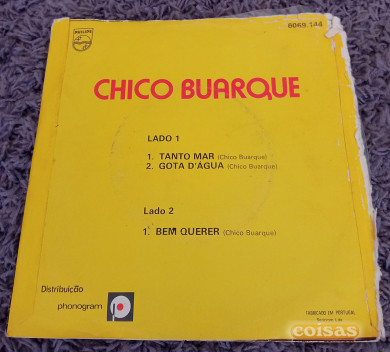 PHILIPS
6069 144
CHICO BUARQUE
LADO 1
1. TANTO MAR (Chico Buarque)
2. GOTA D'ÁGUA (Chico Buarque)
Lado 2
1. BEM QUERER (Chico Buarque)
Distribuição
phonogram
FABRICADO EM PORTUGAL
coisas